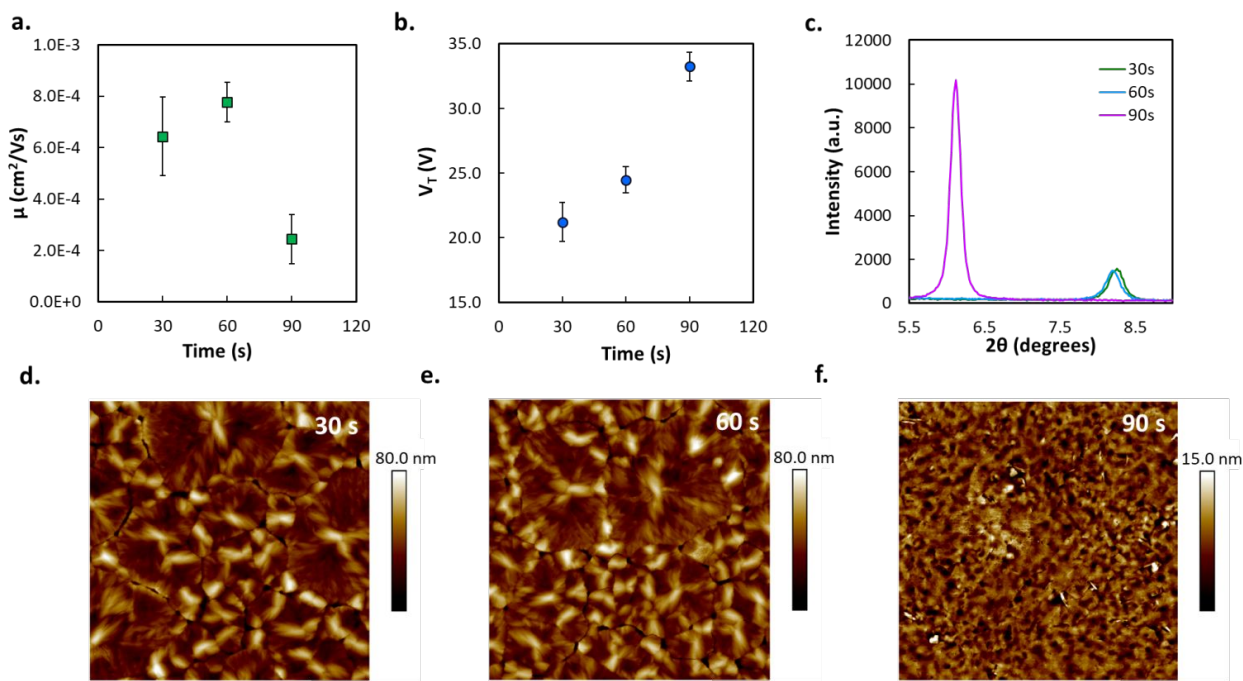 a.
1.0E-3
8.0E-4
6.0E-4
4.0E-4
2.0E-4
0.0E+0
μ (cm²/Vs)
0 30 60 90 120
Time (s)
b.
35.0
30.0
25.0
20.0
15.0
V_T (V)
0 30 60 90 120
Time (s)
c.
12000
10000
8000
6000
4000
2000
0
Intensity (a.u.)
30s
60s
90s
5.5 6.5 7.5 8.5
2θ (degrees)
d.
30 s
80.0 nm
e.
60 s
80.0 nm
f.
90 s
15.0 nm